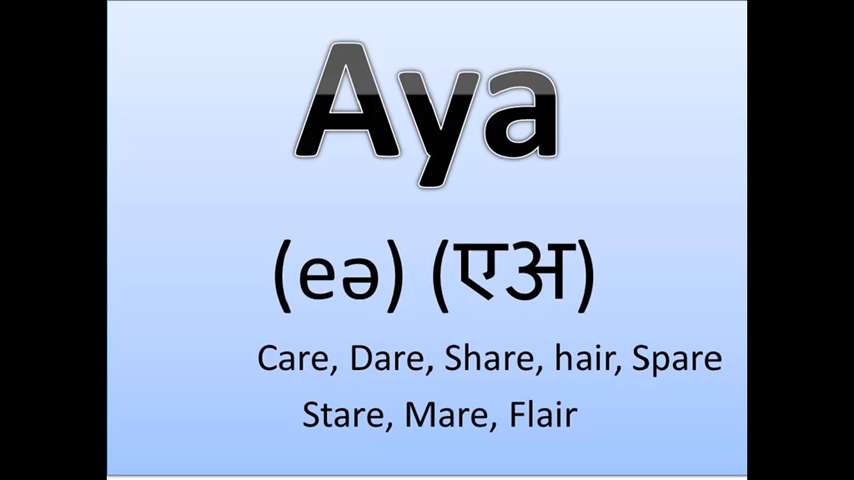 Aya
(eə) (एअ)
Care, Dare, Share, hair, Spare
Stare, Mare, Flair